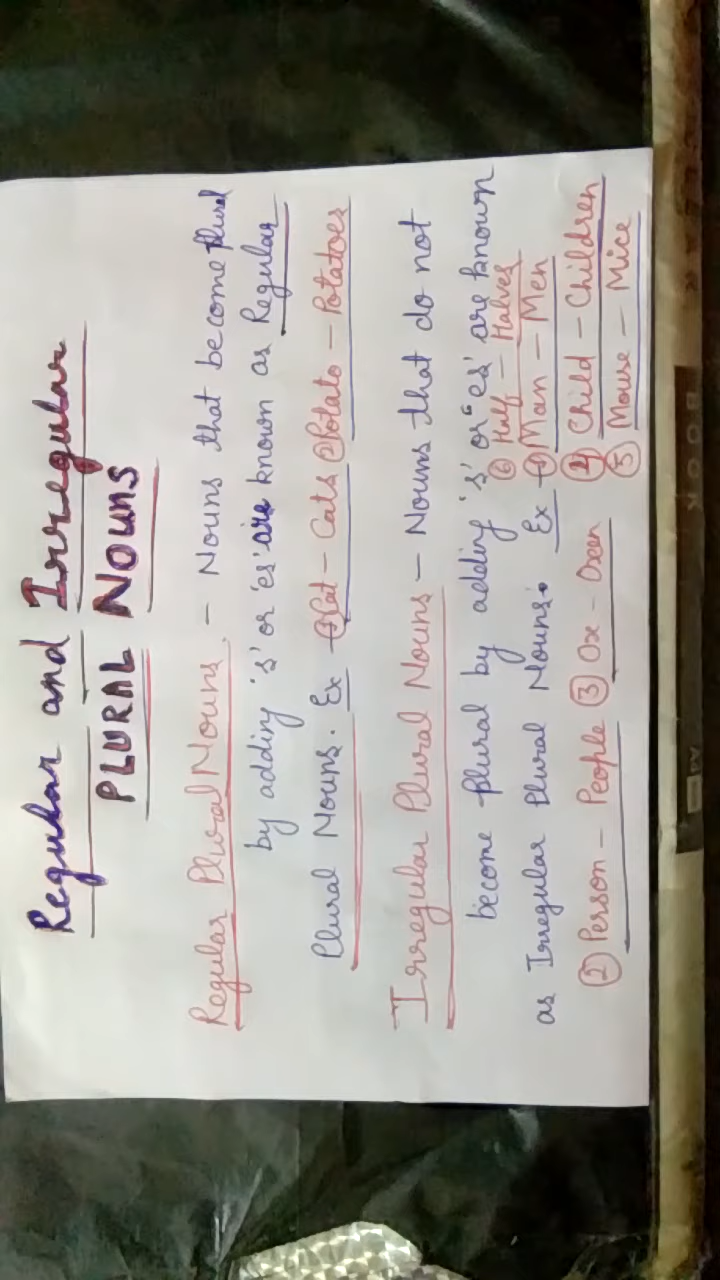 Regular and Irregular
PLURAL NOUNS
Regular Plural Nouns - Nouns that become plural
by adding 's' or 'es' are known as Regular
Plural Nouns. Ex → ① Cat - Cats ② Potato - Potatoes
Irregular Plural Nouns - Nouns that do not
become plural by adding 's' or "es' are known
⑥ Half - Halves
as Irregular Plural Nouns. Ex → ① Man - Men
② Person - People ③ Ox - Oxen ④ Child - Children
⑤ Mouse - Mice
BOOK